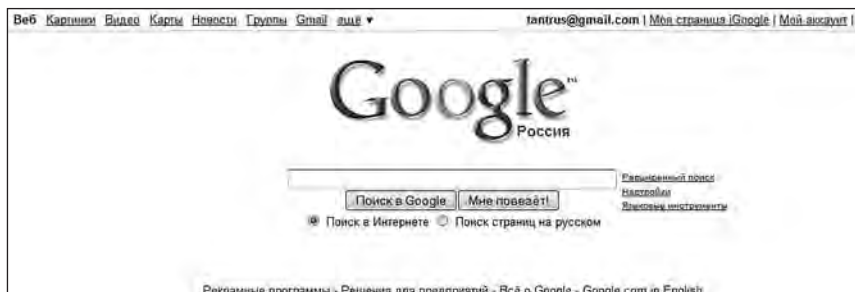 Веб Картинки Видео Карты Новости Группы Gmail ещё ▼ tantrus@gmail.com | Моя страница iGoogle | Мой аккаунт |
Google™
Россия
Расширенный поиск
Поиск в Google Мне повезёт! Настройки
Языковые инструменты
Поиск в Интернете Поиск страниц на русском
Рекламные программы - Решения для предприятий - Всё о Google - Google.com in English